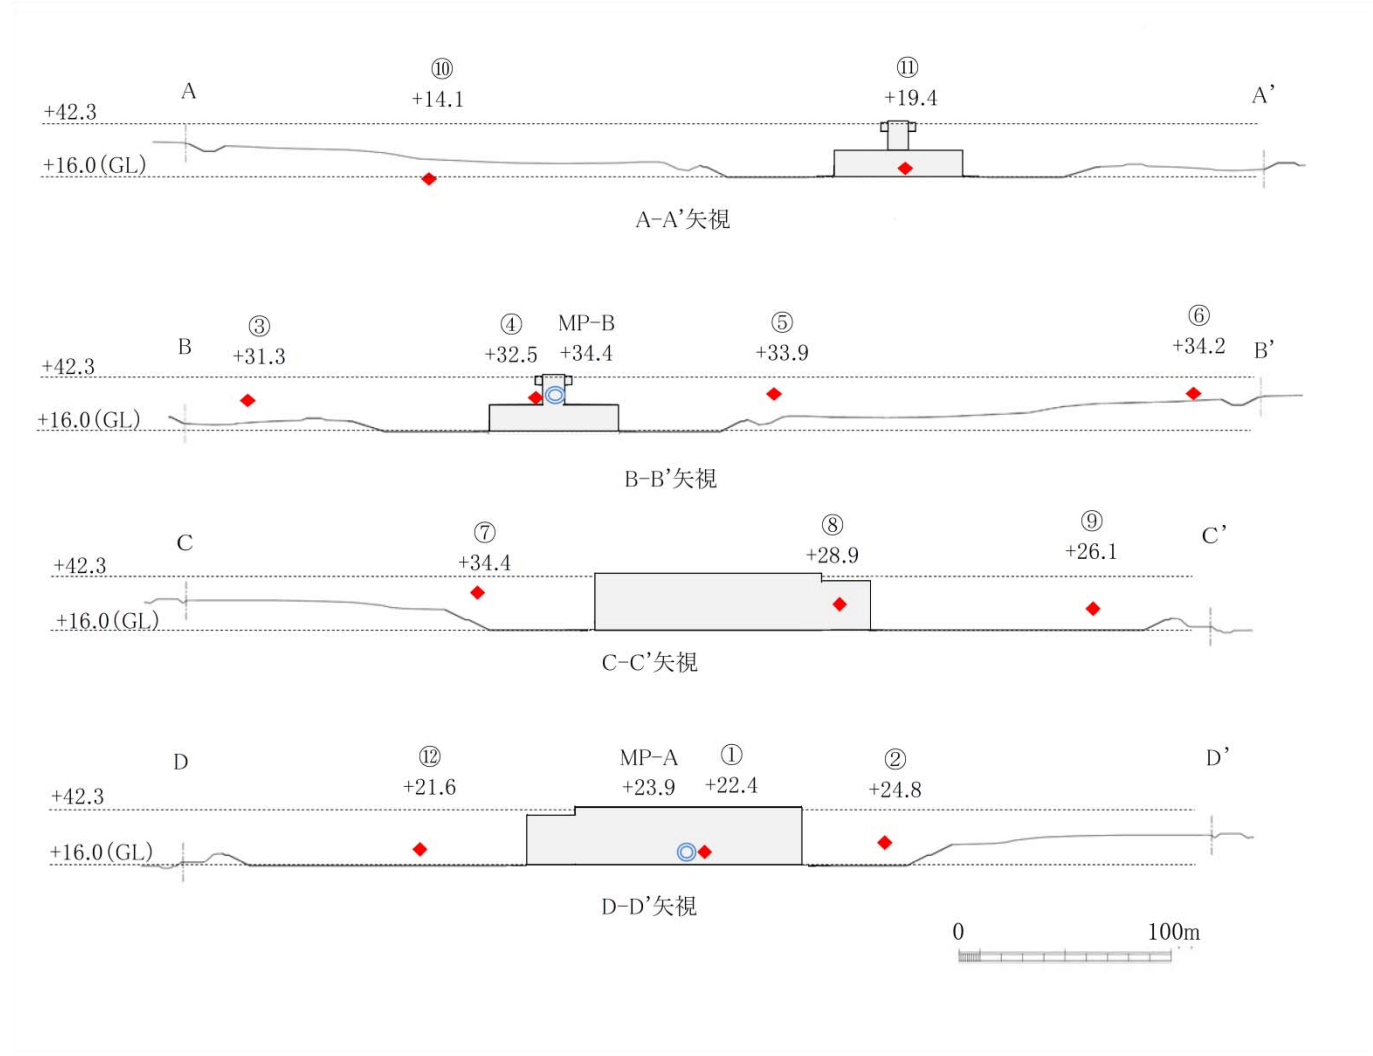 ⑩ ⑪
A +14.1 +19.4 A’
+42.3
+16.0(GL)
A-A’矢視
③ ④ MP-B ⑤ ⑥
B +31.3 +32.5 +34.4 +33.9 +34.2 B’
+42.3
+16.0(GL)
B-B’矢視
⑦ ⑧ ⑨
C +34.4 +28.9 +26.1 C’
+42.3
+16.0(GL)
C-C’矢視
D ⑫ MP-A ① ② D’
+21.6 +23.9 +22.4 +24.8
+42.3
+16.0(GL)
D-D’矢視
0 100m